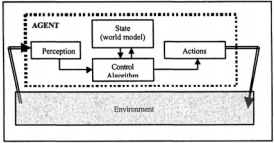 AGENT
State
(world model)
Perception
Actions
Control
Algorithm
Environment